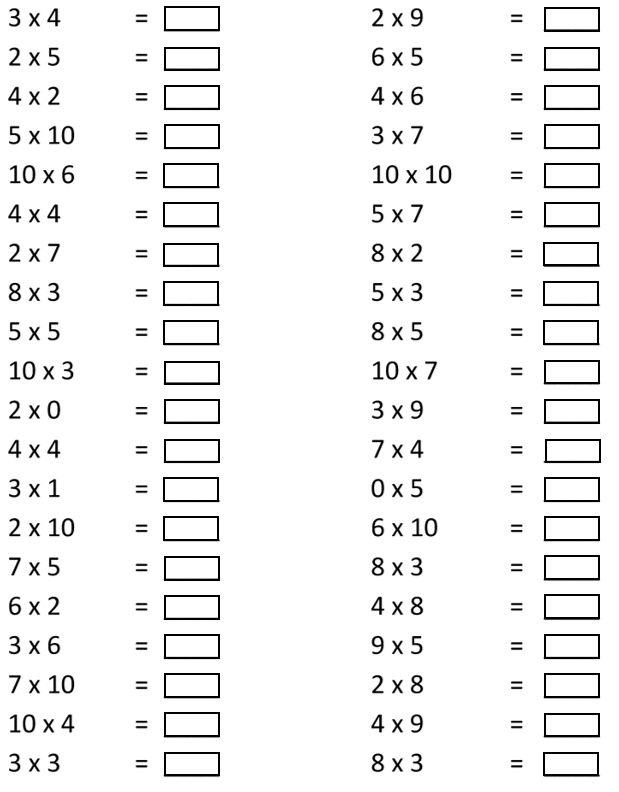 3 x 4 = 2 x 9 =
2 x 5 = 6 x 5 =
4 x 2 = 4 x 6 =
5 x 10 = 3 x 7 =
10 x 6 = 10 x 10 =
4 x 4 = 5 x 7 =
2 x 7 = 8 x 2 =
8 x 3 = 5 x 3 =
5 x 5 = 8 x 5 =
10 x 3 = 10 x 7 =
2 x 0 = 3 x 9 =
4 x 4 = 7 x 4 =
3 x 1 = 0 x 5 =
2 x 10 = 6 x 10 =
7 x 5 = 8 x 3 =
6 x 2 = 4 x 8 =
3 x 6 = 9 x 5 =
7 x 10 = 2 x 8 =
10 x 4 = 4 x 9 =
3 x 3 = 8 x 3 =